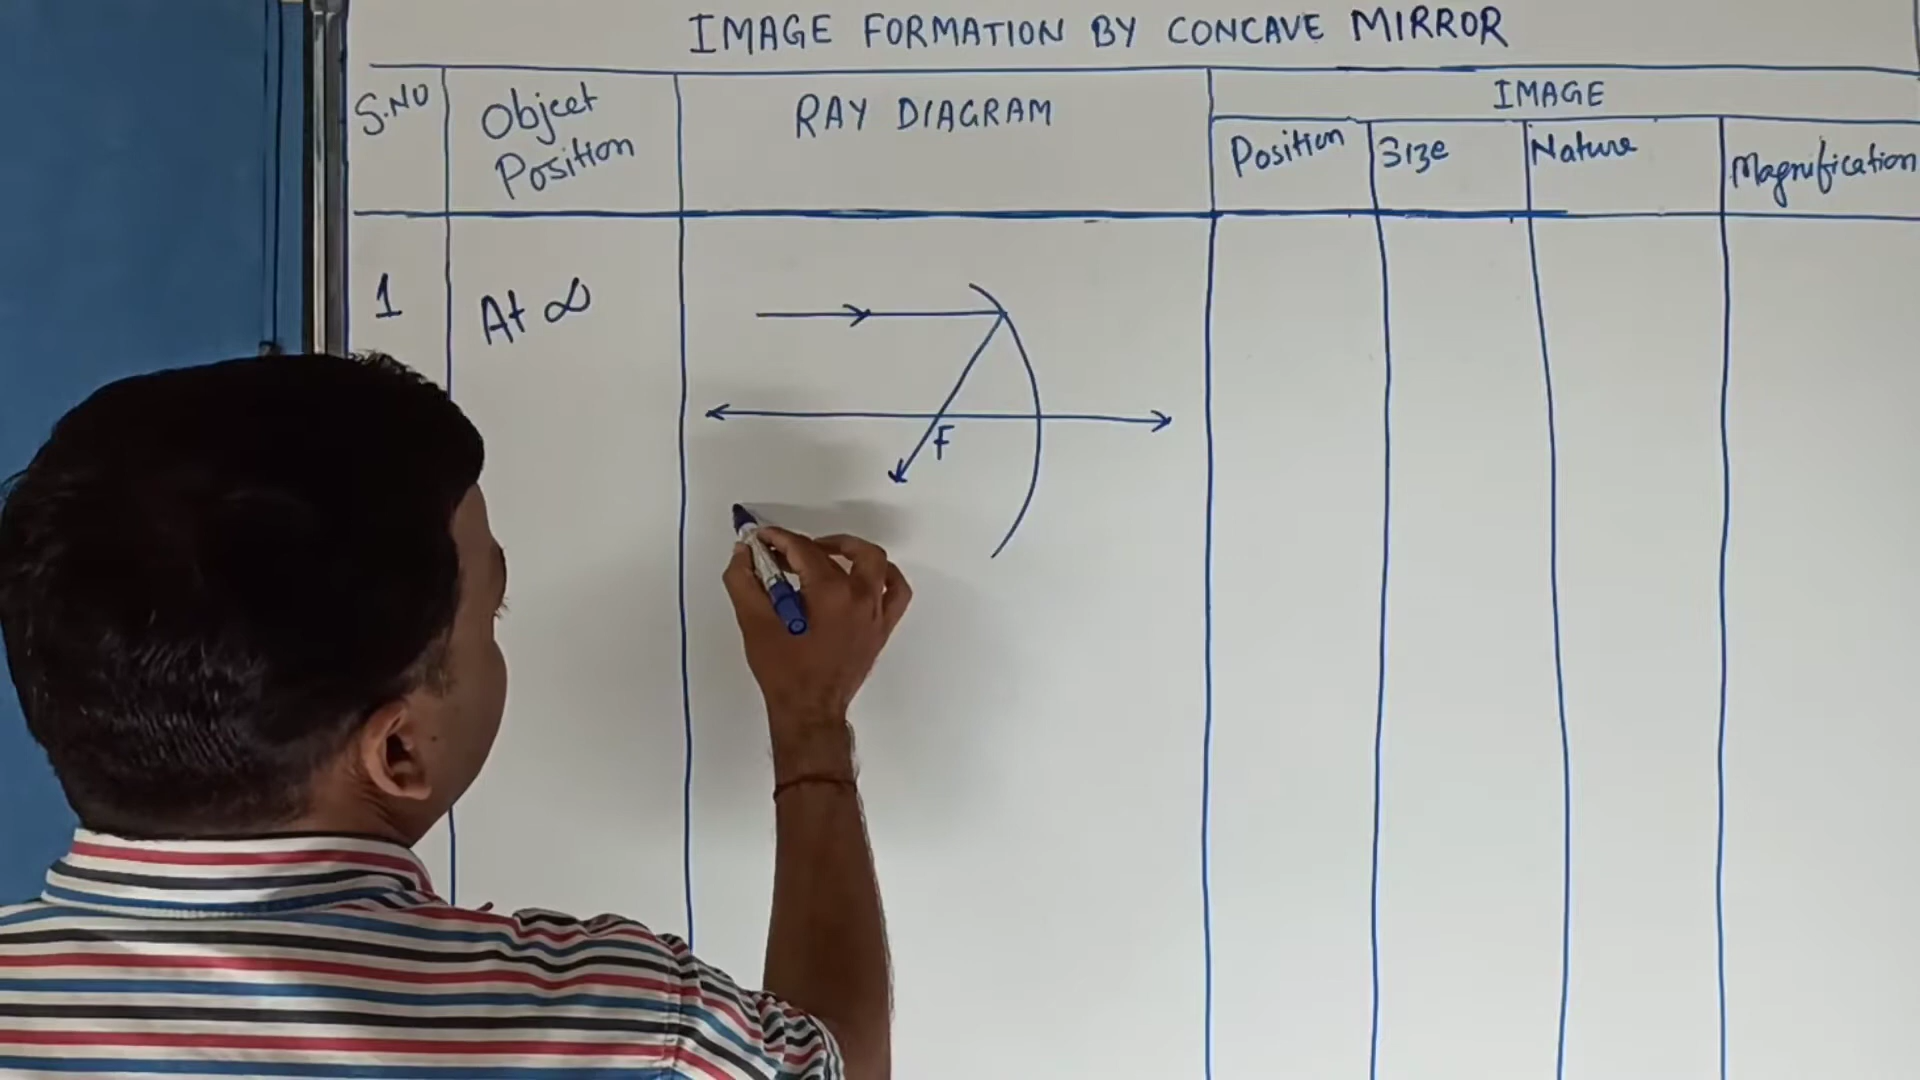 IMAGE FORMATION BY CONCAVE MIRROR
S.NO
Object
Position
RAY DIAGRAM
IMAGE
Position
Size
Nature
Magnification
1
At ∞
F